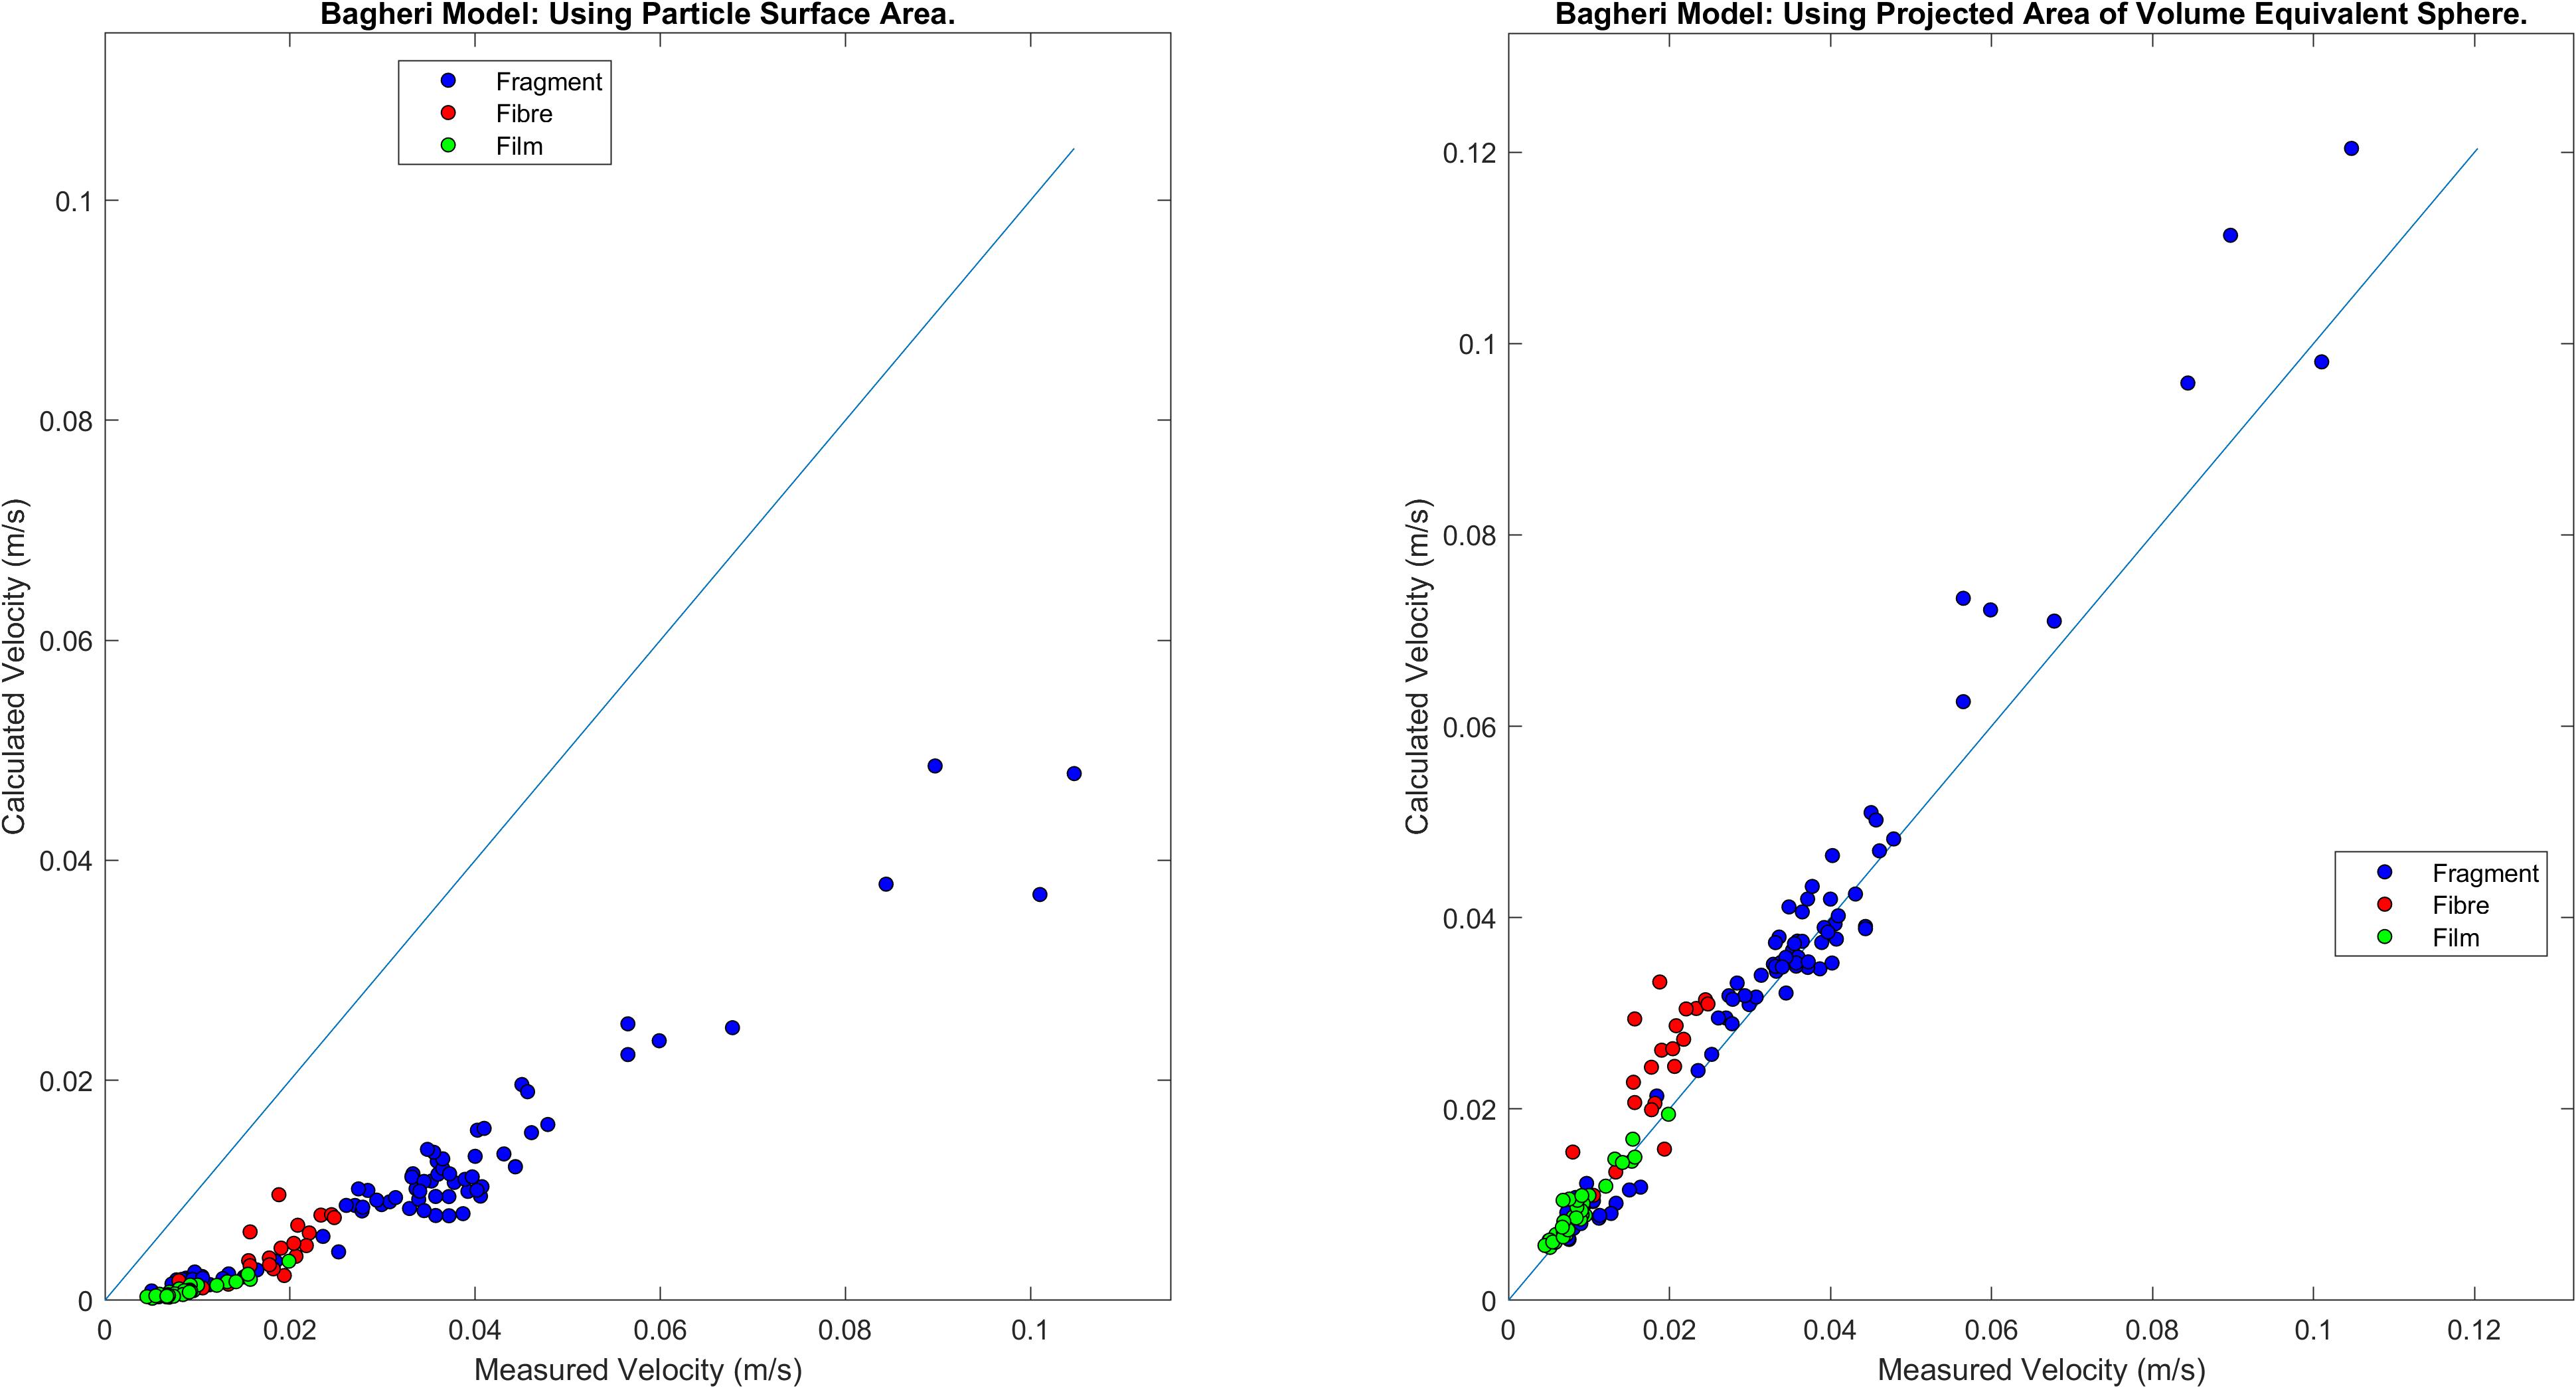 Bagheri Model: Using Particle Surface Area.
Fragment
Fibre
Film
0.1
0.08
0.06
0.04
0.02
0
0 0.02 0.04 0.06 0.08 0.1
Calculated Velocity (m/s)
Measured Velocity (m/s)
Bagheri Model: Using Projected Area of Volume Equivalent Sphere.
0.12
0.1
0.08
0.06
0.04
0.02
0
0 0.02 0.04 0.06 0.08 0.1 0.12
Calculated Velocity (m/s)
Measured Velocity (m/s)
Fragment
Fibre
Film